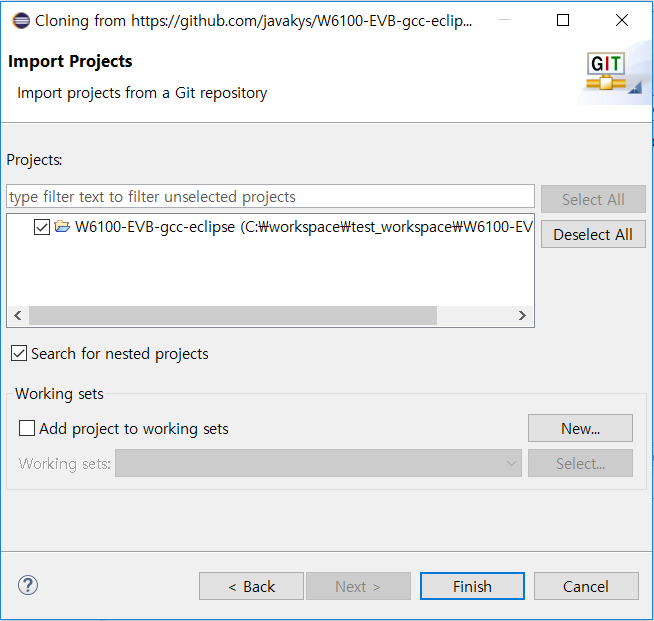 Cloning from https://github.com/javakys/W6100-EVB-gcc-eclip...
Import Projects
Import projects from a Git repository
GIT
Projects:
type filter text to filter unselected projects
Select All
W6100-EVB-gcc-eclipse (C:₩workspace₩test_workspace₩W6100-EV
Deselect All
Search for nested projects
Working sets
Add project to working sets
New...
Working sets:
Select...
?
< Back
Next >
Finish
Cancel